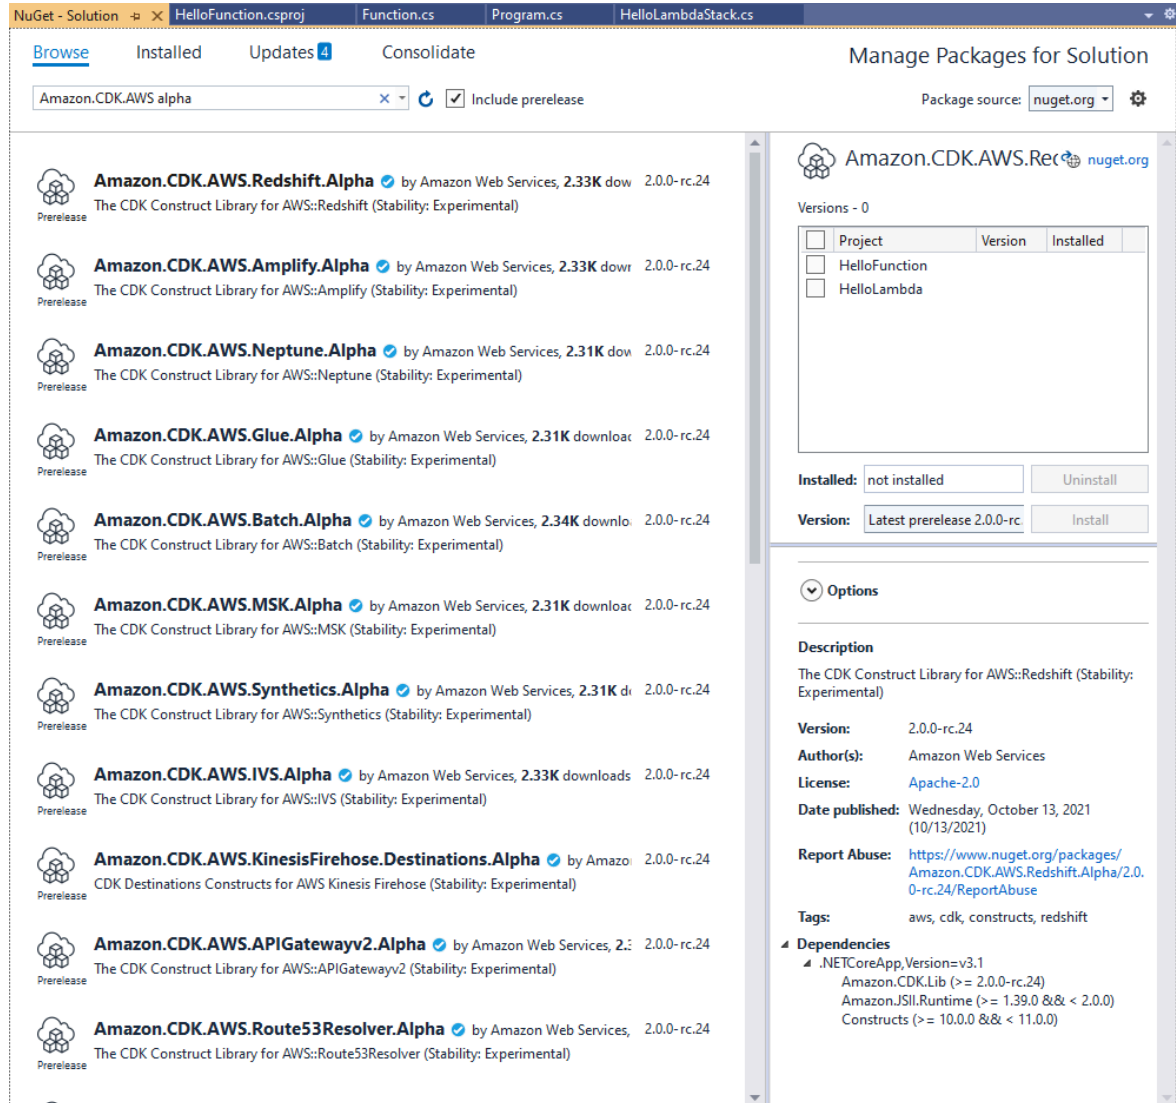 NuGet - Solution
HelloFunction.csproj
Function.cs
Program.cs
HelloLambdaStack.cs
Browse
Installed
Updates 4
Consolidate
Manage Packages for Solution
Amazon.CDK.AWS alpha
Include prerelease
Package source: nuget.org
Amazon.CDK.AWS.Redshift.Alpha by Amazon Web Services, 2.33K dow 2.0.0-rc.24
The CDK Construct Library for AWS::Redshift (Stability: Experimental)
Prerelease
Amazon.CDK.AWS.Amplify.Alpha by Amazon Web Services, 2.33K down 2.0.0-rc.24
The CDK Construct Library for AWS::Amplify (Stability: Experimental)
Prerelease
Amazon.CDK.AWS.Neptune.Alpha by Amazon Web Services, 2.31K dow 2.0.0-rc.24
The CDK Construct Library for AWS::Neptune (Stability: Experimental)
Prerelease
Amazon.CDK.AWS.Glue.Alpha by Amazon Web Services, 2.31K downloac 2.0.0-rc.24
The CDK Construct Library for AWS::Glue (Stability: Experimental)
Prerelease
Amazon.CDK.AWS.Batch.Alpha by Amazon Web Services, 2.34K downlo 2.0.0-rc.24
The CDK Construct Library for AWS::Batch (Stability: Experimental)
Prerelease
Amazon.CDK.AWS.MSK.Alpha by Amazon Web Services, 2.31K downloac 2.0.0-rc.24
The CDK Construct Library for AWS::MSK (Stability: Experimental)
Prerelease
Amazon.CDK.AWS.Synthetics.Alpha by Amazon Web Services, 2.31K d 2.0.0-rc.24
The CDK Construct Library for AWS::Synthetics (Stability: Experimental)
Prerelease
Amazon.CDK.AWS.IVS.Alpha by Amazon Web Services, 2.33K downloads 2.0.0-rc.24
The CDK Construct Library for AWS::IVS (Stability: Experimental)
Prerelease
Amazon.CDK.AWS.KinesisFirehose.Destinations.Alpha by Amazo 2.0.0-rc.24
CDK Destinations Constructs for AWS Kinesis Firehose (Stability: Experimental)
Prerelease
Amazon.CDK.AWS.APIGatewayv2.Alpha by Amazon Web Services, 2.3 2.0.0-rc.24
The CDK Construct Library for AWS::APIGatewayv2 (Stability: Experimental)
Prerelease
Amazon.CDK.AWS.Route53Resolver.Alpha by Amazon Web Services, 2.0.0-rc.24
The CDK Construct Library for AWS::Route53Resolver (Stability: Experimental)
Prerelease
Amazon.CDK.AWS.Rec nuget.org
Versions - 0
Project Version Installed
HelloFunction
HelloLambda
Installed: not installed Uninstall
Version: Latest prerelease 2.0.0-rc. Install
Options
Description
The CDK Construct Library for AWS::Redshift (Stability:
Experimental)
Version: 2.0.0-rc.24
Author(s): Amazon Web Services
License: Apache-2.0
Date published: Wednesday, October 13, 2021
(10/13/2021)
Report Abuse: https://www.nuget.org/packages/
Amazon.CDK.AWS.Redshift.Alpha/2.0.
0-rc.24/ReportAbuse
Tags: aws, cdk, constructs, redshift
Dependencies
.NETCoreApp,Version=v3.1
Amazon.CDK.Lib (>= 2.0.0-rc.24)
Amazon.JSII.Runtime (>= 1.39.0 && < 2.0.0)
Constructs (>= 10.0.0 && < 11.0.0)